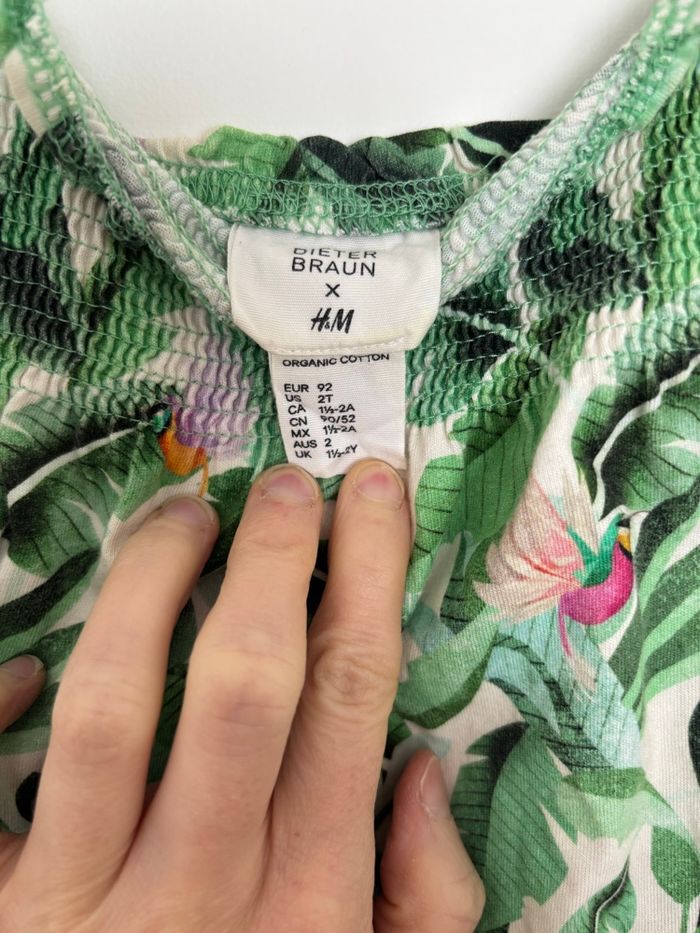 DIETER
BRAUN
X
H&M
ORGANIC COTTON
EUR 92
US 2T
CA 1½-2A
CN 90/52
MX 1½-2A
AUS 2
UK 1½-2Y